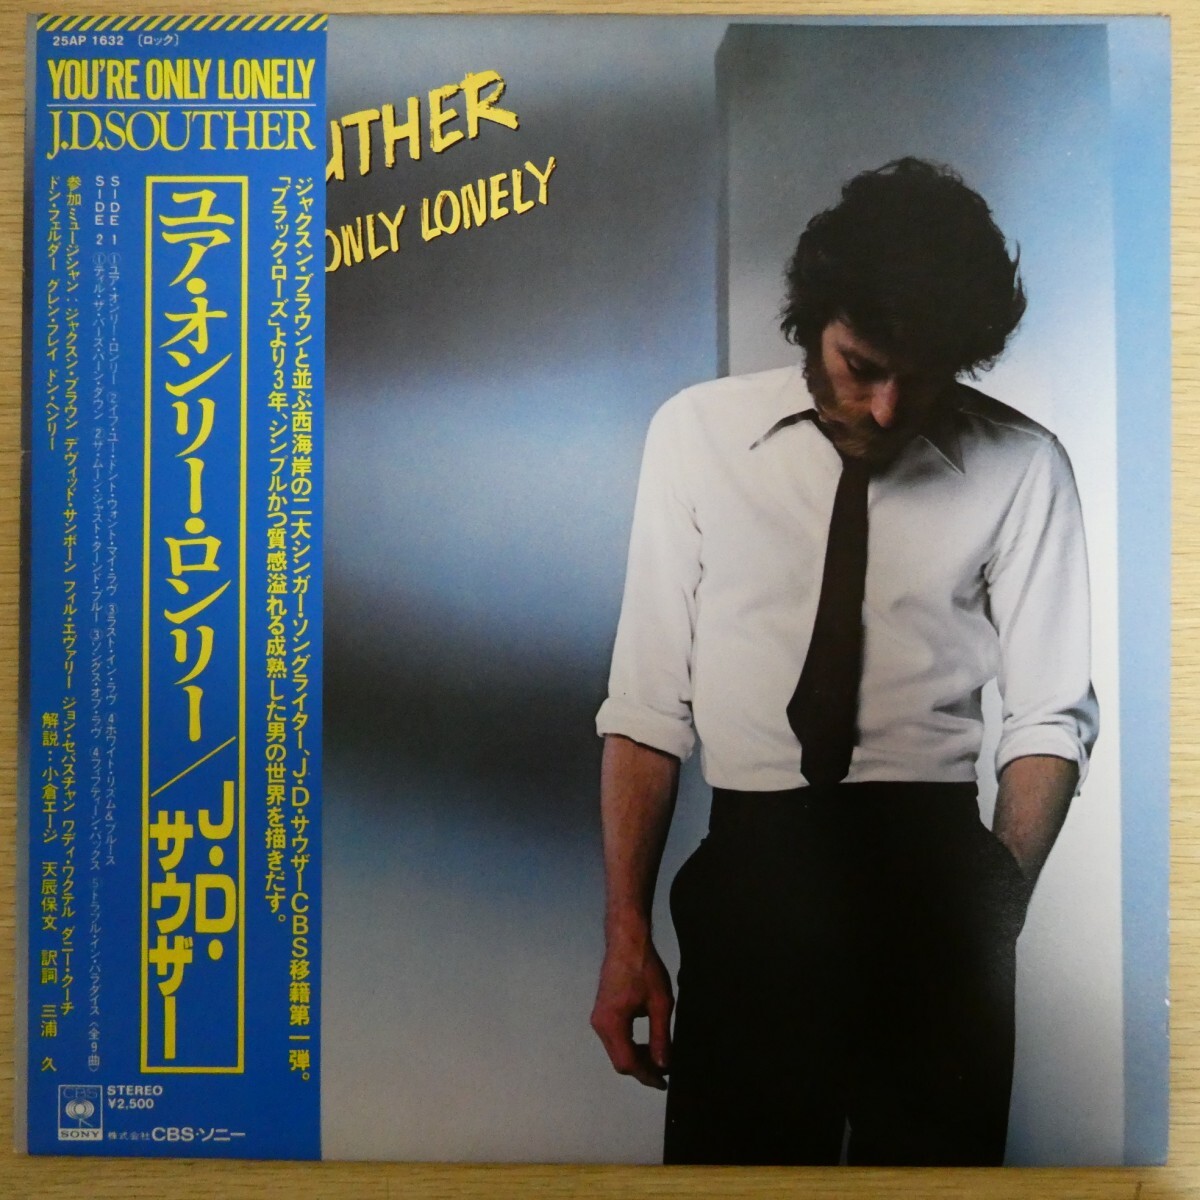 25AP 1632 〔ロック〕
YOU'RE ONLY LONELY
J.D.SOUTHER
UTHER
ONLY LONELY
ジャクスン・ブラウンと並ぶ西海岸の二大シンガー・ソングライター、J・D・サウザーCBS移籍第一弾。
「ブラック・ローズ」より3年、シンプルかつ質感溢れる成熟した男の世界を描きだす。
ユア・オンリー・ロンリー／J・D・サウザー
SIDE 1 ①ユア・オンリー・ロンリー ②イフ・ユー・ドント・ウォント・マイ・ラヴ ③ラスト・イン・ラヴ ④ホワイト・リズム&ブルース
SIDE 2 ①ティル・ザ・バーズ・バーン・ダウン ②ザ・ムーン・ジャスト・ターンド・ブルー ③ソングス・オブ・ラヴ ④フィフティーン・バックス ⑤トラブル・イン・パラダイス 〈全9曲〉
参加ミュージシャン：ジャクスン・ブラウン デヴィッド・サンボーン フィル・エヴァリー ジョン・セバスチャン ワディ・ワクテル ダニー・クーチ
ドン・フェルダー グレン・フレイ ドン・ヘンリー
解説：小倉エージ 天辰保文 訳詞 三浦 久
CBS
SONY
STEREO
¥2,500
株式会社 CBS・ソニー